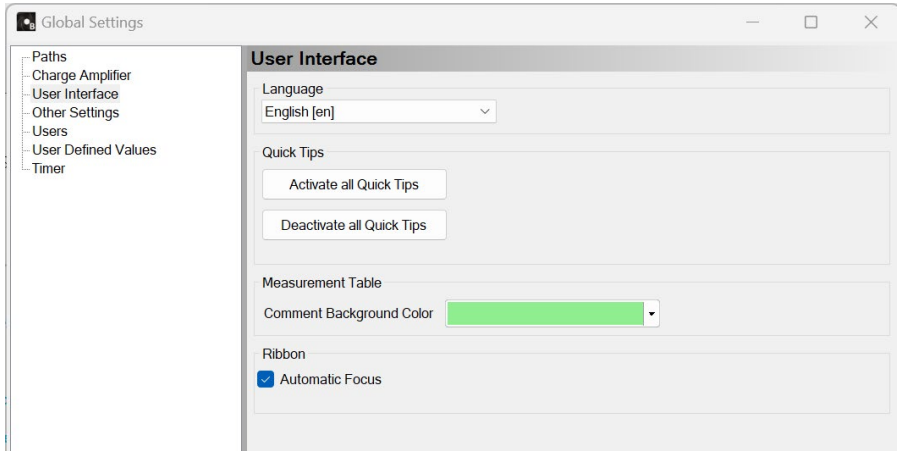 Global Settings
Paths
Charge Amplifier
User Interface
Other Settings
Users
User Defined Values
Timer
User Interface
Language
English [en]
Quick Tips
Activate all Quick Tips
Deactivate all Quick Tips
Measurement Table
Comment Background Color
Ribbon
Automatic Focus